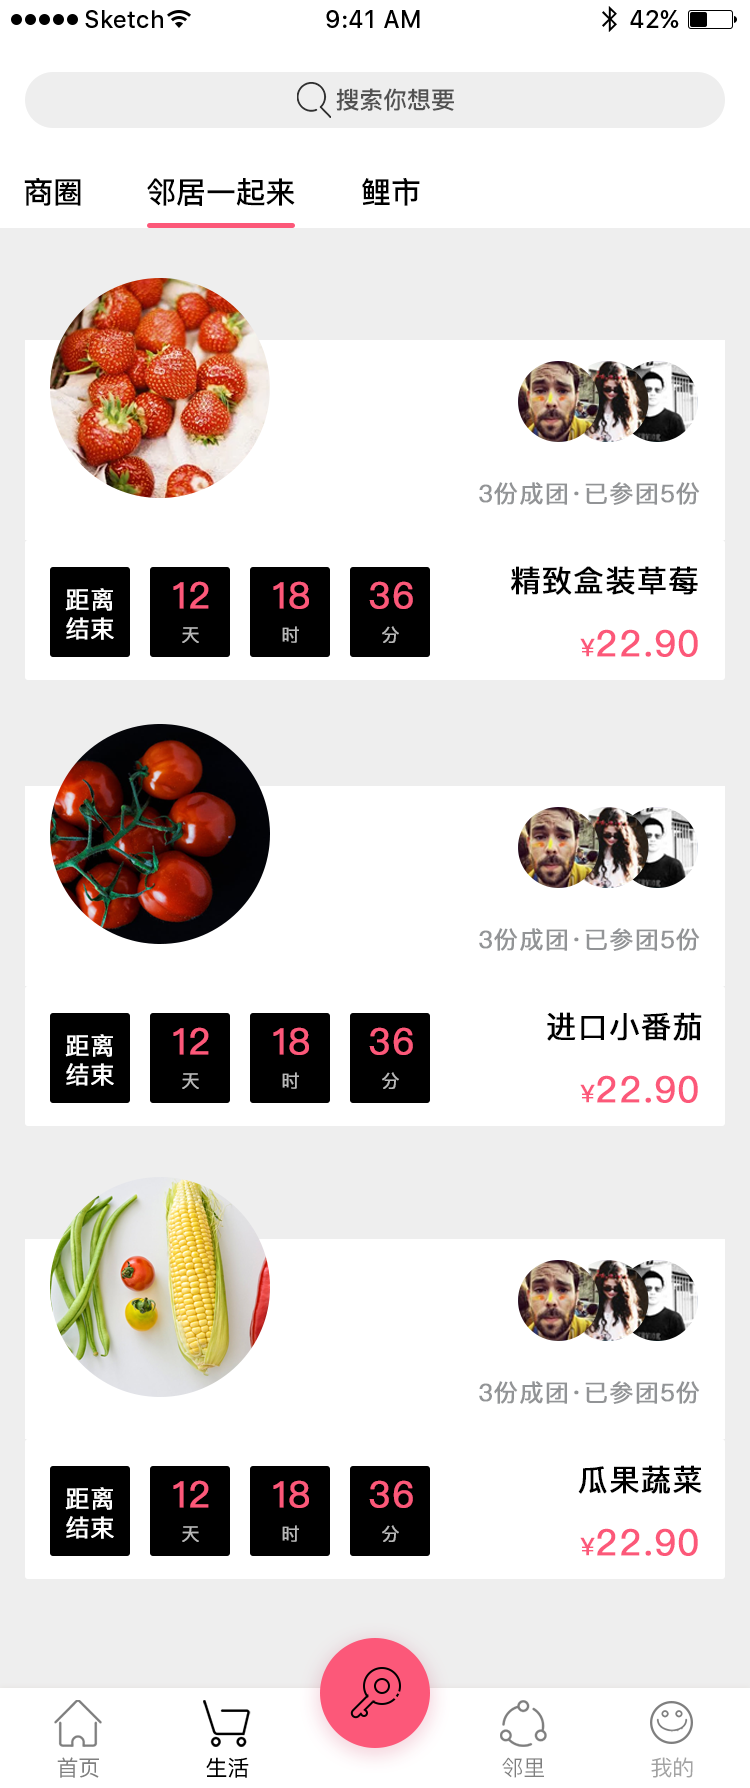 Sketch 9:41 AM 42%
搜索你想要
商圈 邻居一起来 鲤市
3份成团·已参团5份
距离
结束
12 18 36
天 时 分
精致盒装草莓
¥22.90
3份成团·已参团5份
距离
结束
12 18 36
天 时 分
进口小番茄
¥22.90
3份成团·已参团5份
距离
结束
12 18 36
天 时 分
瓜果蔬菜
¥22.90
首页 生活 邻里 我的